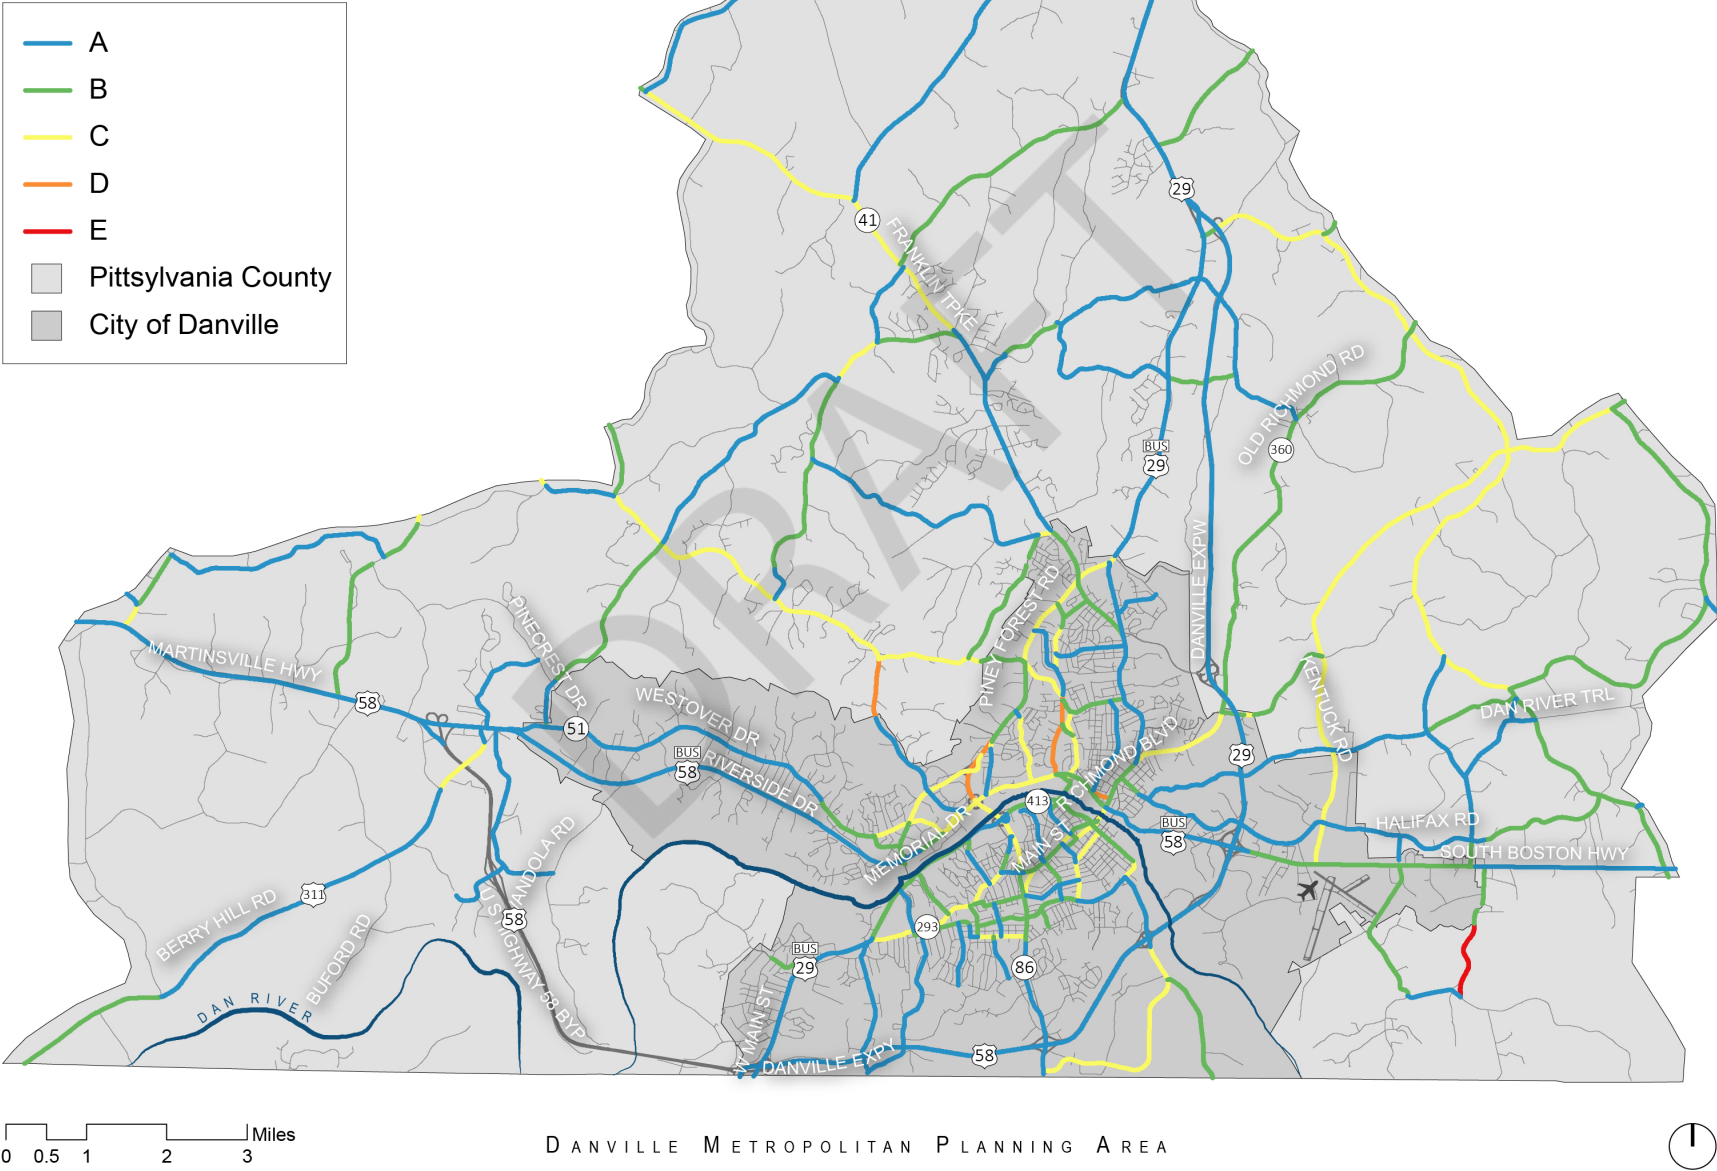 A
B
C
D
E
Pittsylvania County
City of Danville
DRAFT
29
41
FRANKLIN TPKE
OLD RICHMOND RD
360
BUS
29
DANVILLE EXPW
PINEY FOREST RD
PINECREST DR
MARTINSVILLE HWY
58
51
WESTOVER DR
BUS
58
RIVERSIDE DR
KENTUCK RD
DAN RIVER TRL
29
RICHMOND BLVD
413
MAIN ST
MEMORIAL DR
BUS
58
HALIFAX RD
SOUTH BOSTON HWY
311
BERRY HILL RD
BUFORD RD
DAN RIVER
58
U S HIGHWAY 58 BYP
293
BUS
29
86
W MAIN ST
DANVILLE EXPY
58
0 0.5 1 2 3
Miles
DANVILLE METROPOLITAN PLANNING AREA